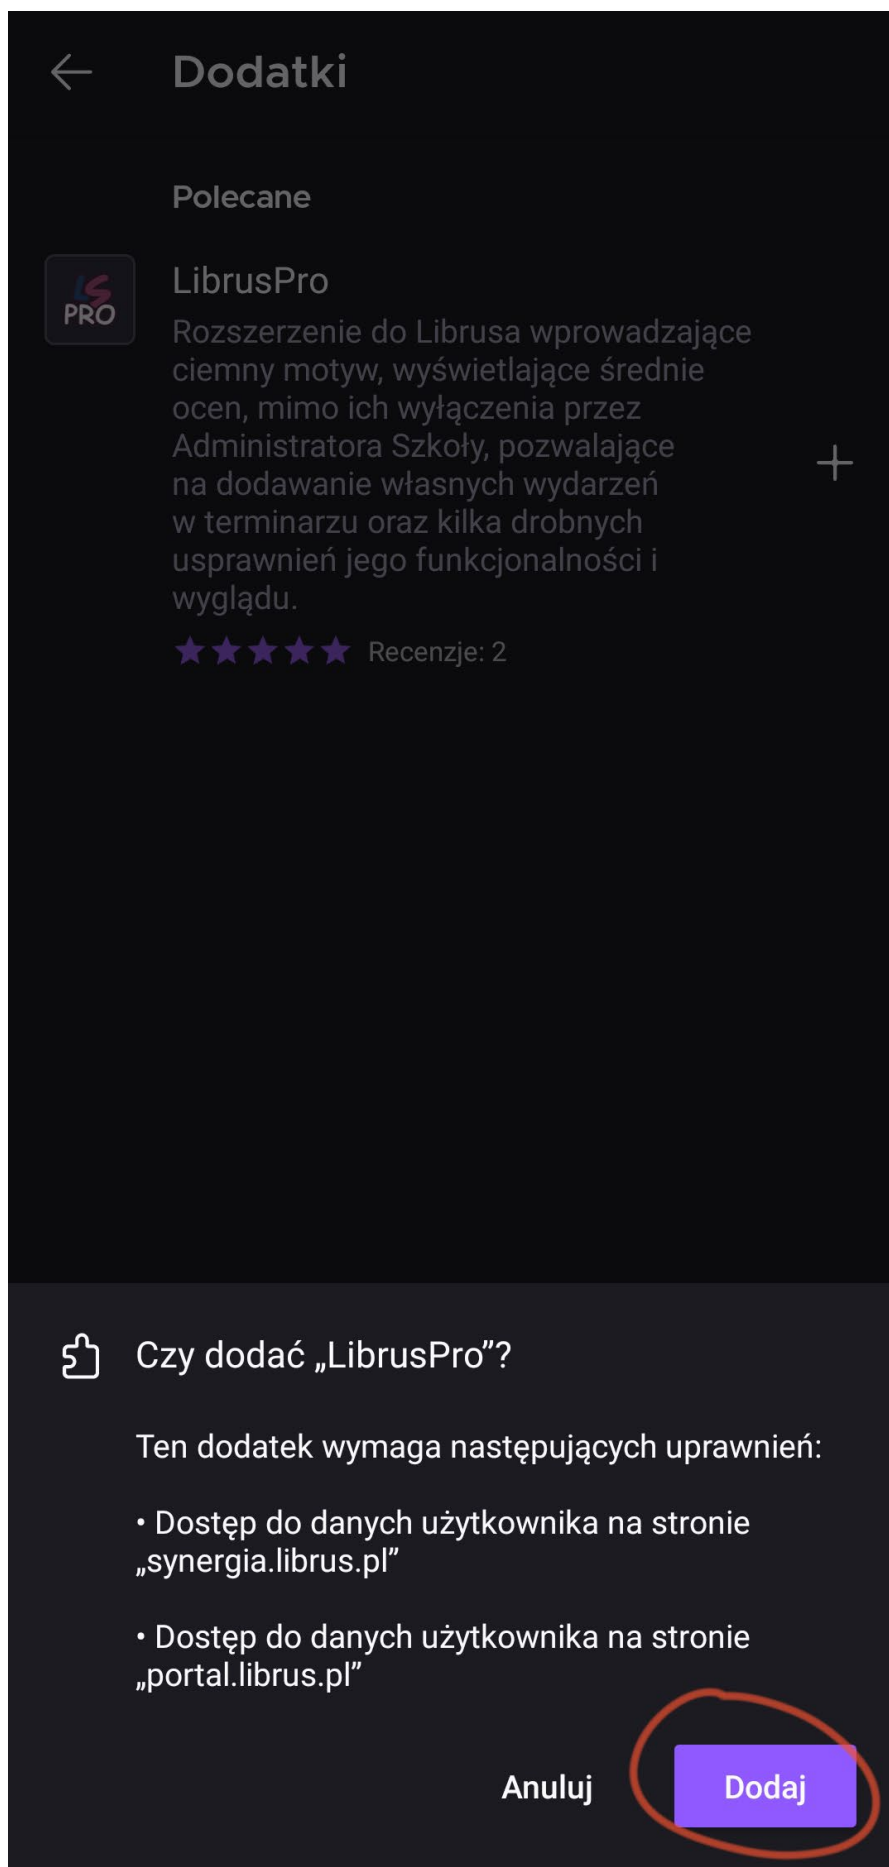 Dodatki
Polecane
LS
PRO
LibrusPro
Rozszerzenie do Librusa wprowadzające
ciemny motyw, wyświetlające średnie
ocen, mimo ich wyłączenia przez
Administratora Szkoły, pozwalające
na dodawanie własnych wydarzeń
w terminarzu oraz kilka drobnych
usprawnień jego funkcjonalności i
wyglądu.
Recenzje: 2
Czy dodać „LibrusPro”?
Ten dodatek wymaga następujących uprawnień:
• Dostęp do danych użytkownika na stronie
„synergia.librus.pl”
• Dostęp do danych użytkownika na stronie
„portal.librus.pl”
Anuluj
Dodaj